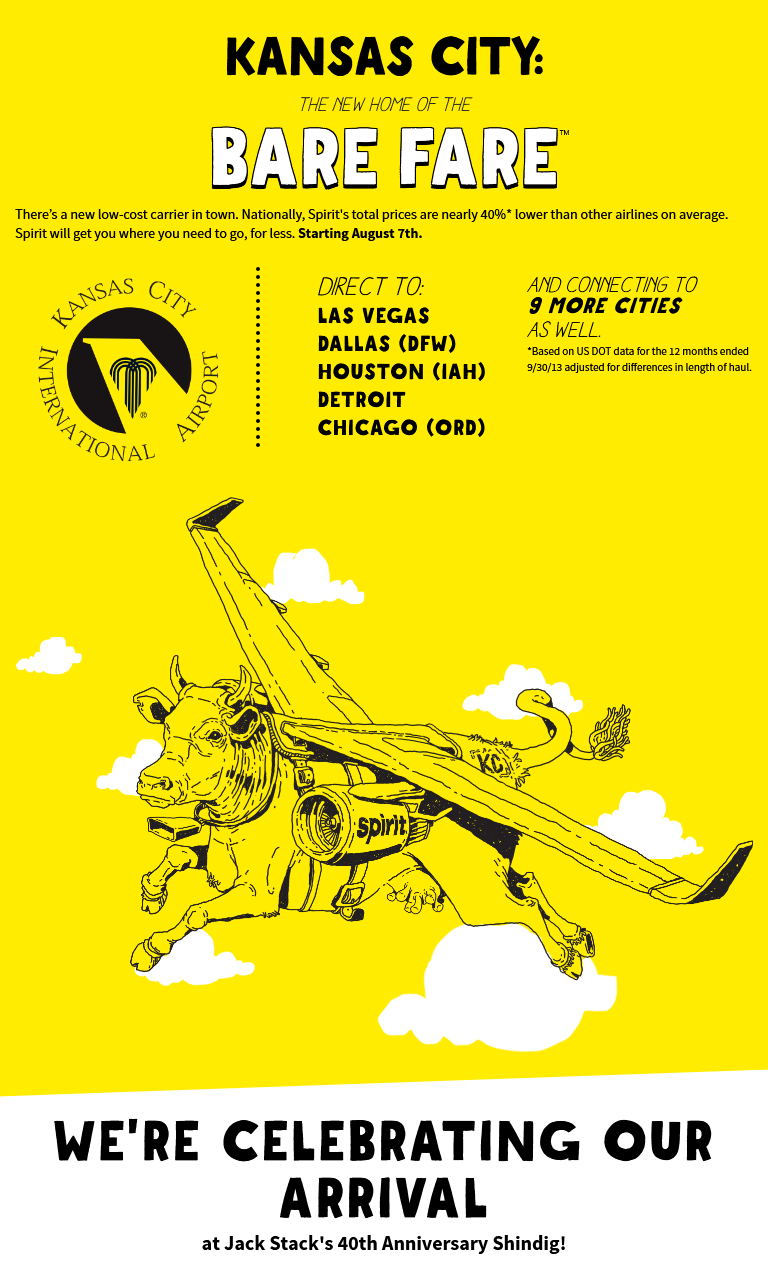 KANSAS CITY:
THE NEW HOME OF THE
BARE FARE™
There's a new low-cost carrier in town. Nationally, Spirit's total prices are nearly 40%* lower than other airlines on average.
Spirit will get you where you need to go, for less. Starting August 7th.
KANSAS CITY
INTERNATIONAL AIRPORT
®
DIRECT TO:
LAS VEGAS
DALLAS (DFW)
HOUSTON (IAH)
DETROIT
CHICAGO (ORD)
AND CONNECTING TO
9 MORE CITIES
AS WELL.
*Based on US DOT data for the 12 months ended
9/30/13 adjusted for differences in length of haul.
KC
spirit
WE'RE CELEBRATING OUR
ARRIVAL
at Jack Stack's 40th Anniversary Shindig!